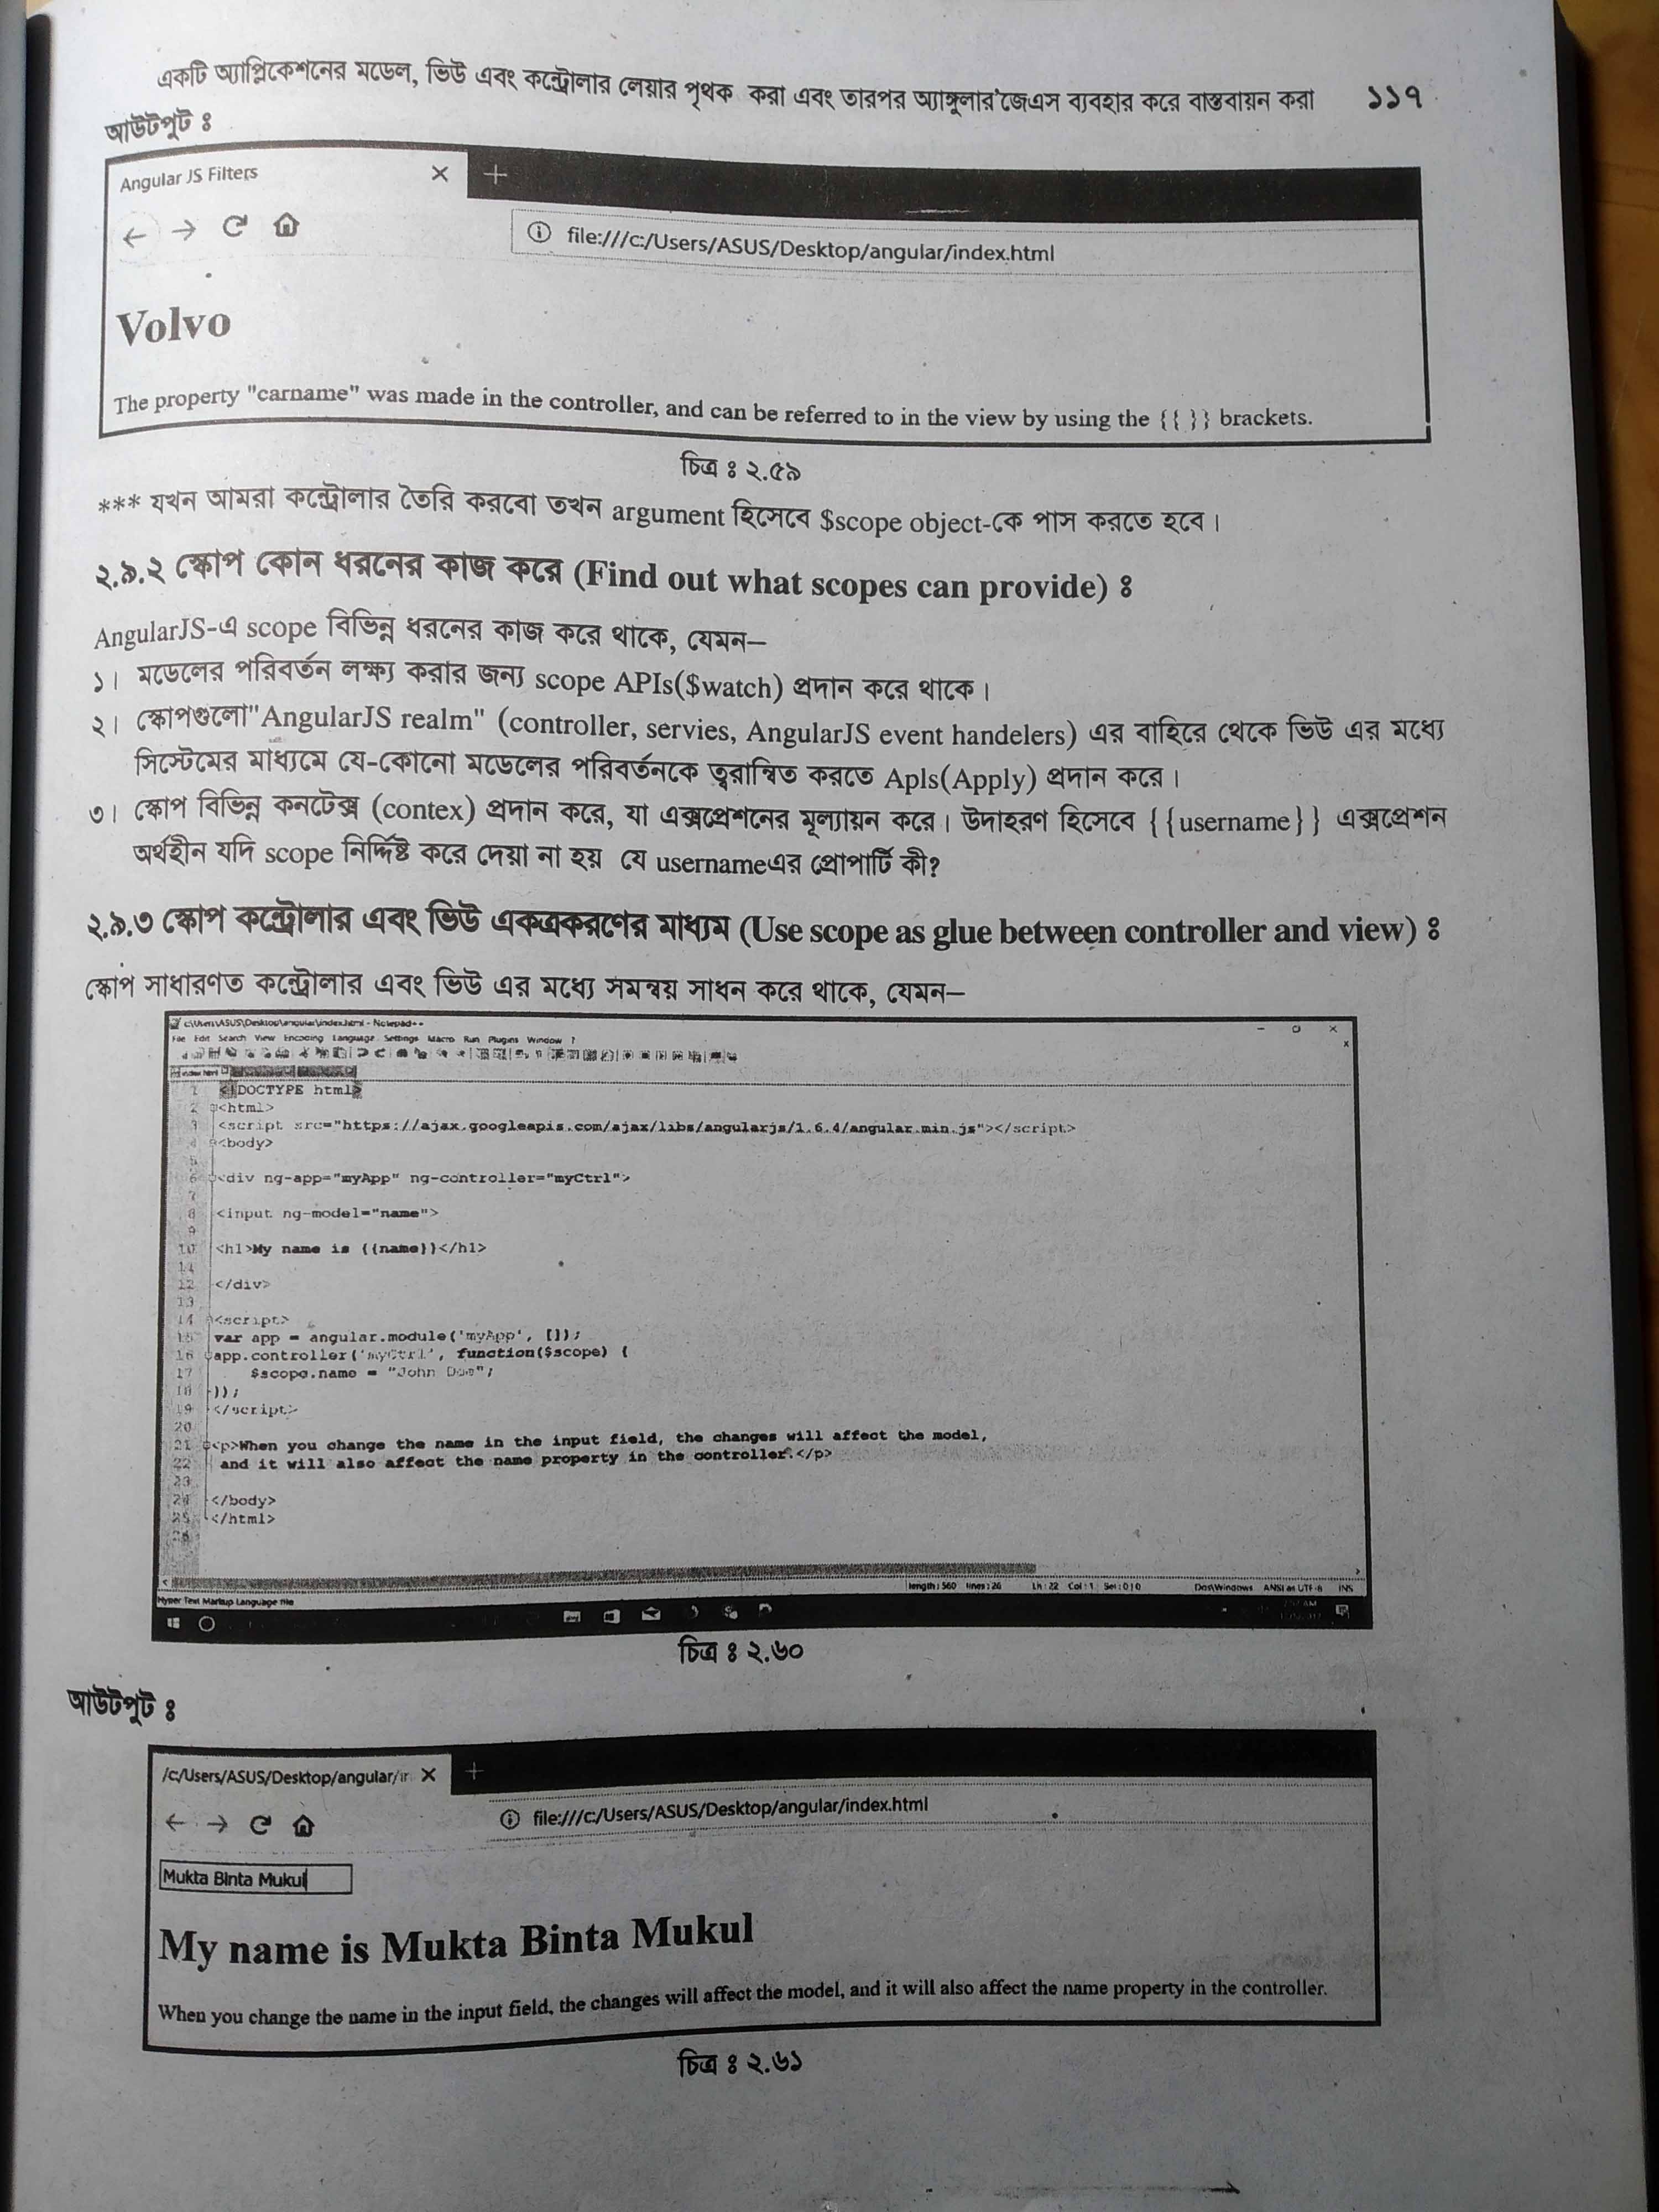 একটি অ্যাপ্লিকেশনের মডেল, ভিউ এবং কন্ট্রোলার লেয়ার পৃথক করা এবং তারপর অ্যাঙ্গুলার'জেএস ব্যবহার করে বাস্তবায়ন করা ১১৭
আউটপুট ঃ
Angular JS Filters
file:///c:/Users/ASUS/Desktop/angular/index.html
Volvo
The property "carname" was made in the controller, and can be referred to in the view by using the {{ }} brackets.
চিত্র ঃ ২.৫৯
*** যখন আমরা কন্ট্রোলার তৈরি করবো তখন argument হিসেবে $scope object-কে পাস করতে হবে।
২.৯.২ স্কোপ কোন ধরনের কাজ করে (Find out what scopes can provide) ঃ
AngularJS-এ scope বিভিন্ন ধরনের কাজ করে থাকে, যেমন–
১। মডেলের পরিবর্তন লক্ষ্য করার জন্য scope APIs($watch) প্রদান করে থাকে।
২। স্কোপগুলো"AngularJS realm" (controller, servies, AngularJS event handelers) এর বাহিরে থেকে ভিউ এর মধ্যে
সিস্টেমের মাধ্যমে যে-কোনো মডেলের পরিবর্তনকে ত্বরান্বিত করতে Apls(Apply) প্রদান করে।
৩। স্কোপ বিভিন্ন কনটেক্স (contex) প্রদান করে, যা এক্সপ্রেশনের মূল্যায়ন করে। উদাহরণ হিসেবে {{username}} এক্সপ্রেশন
অর্থহীন যদি scope নির্দ্দিষ্ট করে দেয়া না হয় যে usernameএর প্রোপার্টি কী?
২.৯.৩ স্কোপ কন্ট্রোলার এবং ভিউ একত্রকরণের মাধ্যম (Use scope as glue between controller and view) ঃ
স্কোপ সাধারণত কন্ট্রোলার এবং ভিউ এর মধ্যে সমন্বয় সাধন করে থাকে, যেমন–
c:\Users\ASUS\Desktop\angular\index.html - Notepad++
File Edit Search View Encoding Language Settings Macro Run Plugins Window ?
index.html
1 <!DOCTYPE html>
2 <html>
3 <script src="https://ajax.googleapis.com/ajax/libs/angularjs/1.6.4/angular.min.js"></script>
4 <body>
5
6 <div ng-app="myApp" ng-controller="myCtrl">
7
8 <input ng-model="name">
9
10 <h1>My name is {{name}}</h1>
11
12 </div>
13
14 <script>
15 var app = angular.module('myApp', []);
16 app.controller('myCtrl', function($scope) {
17 $scope.name = "John Doe";
18 });
19 </script>
20
21 <p>When you change the name in the input field, the changes will affect the model,
22 and it will also affect the name property in the controller.</p>
23
24 </body>
25 </html>
26
length : 560 lines : 26 Ln : 22 Col : 1 Sel : 0 | 0 Dos\Windows ANSI as UTF-8 INS
Hyper Text Markup Language file
চিত্র ঃ ২.৬০
আউটপুট ঃ
/c:/Users/ASUS/Desktop/angular/ir
file:///c:/Users/ASUS/Desktop/angular/index.html
Mukta Binta Mukul
My name is Mukta Binta Mukul
When you change the name in the input field, the changes will affect the model, and it will also affect the name property in the controller.
চিত্র ঃ ২.৬১